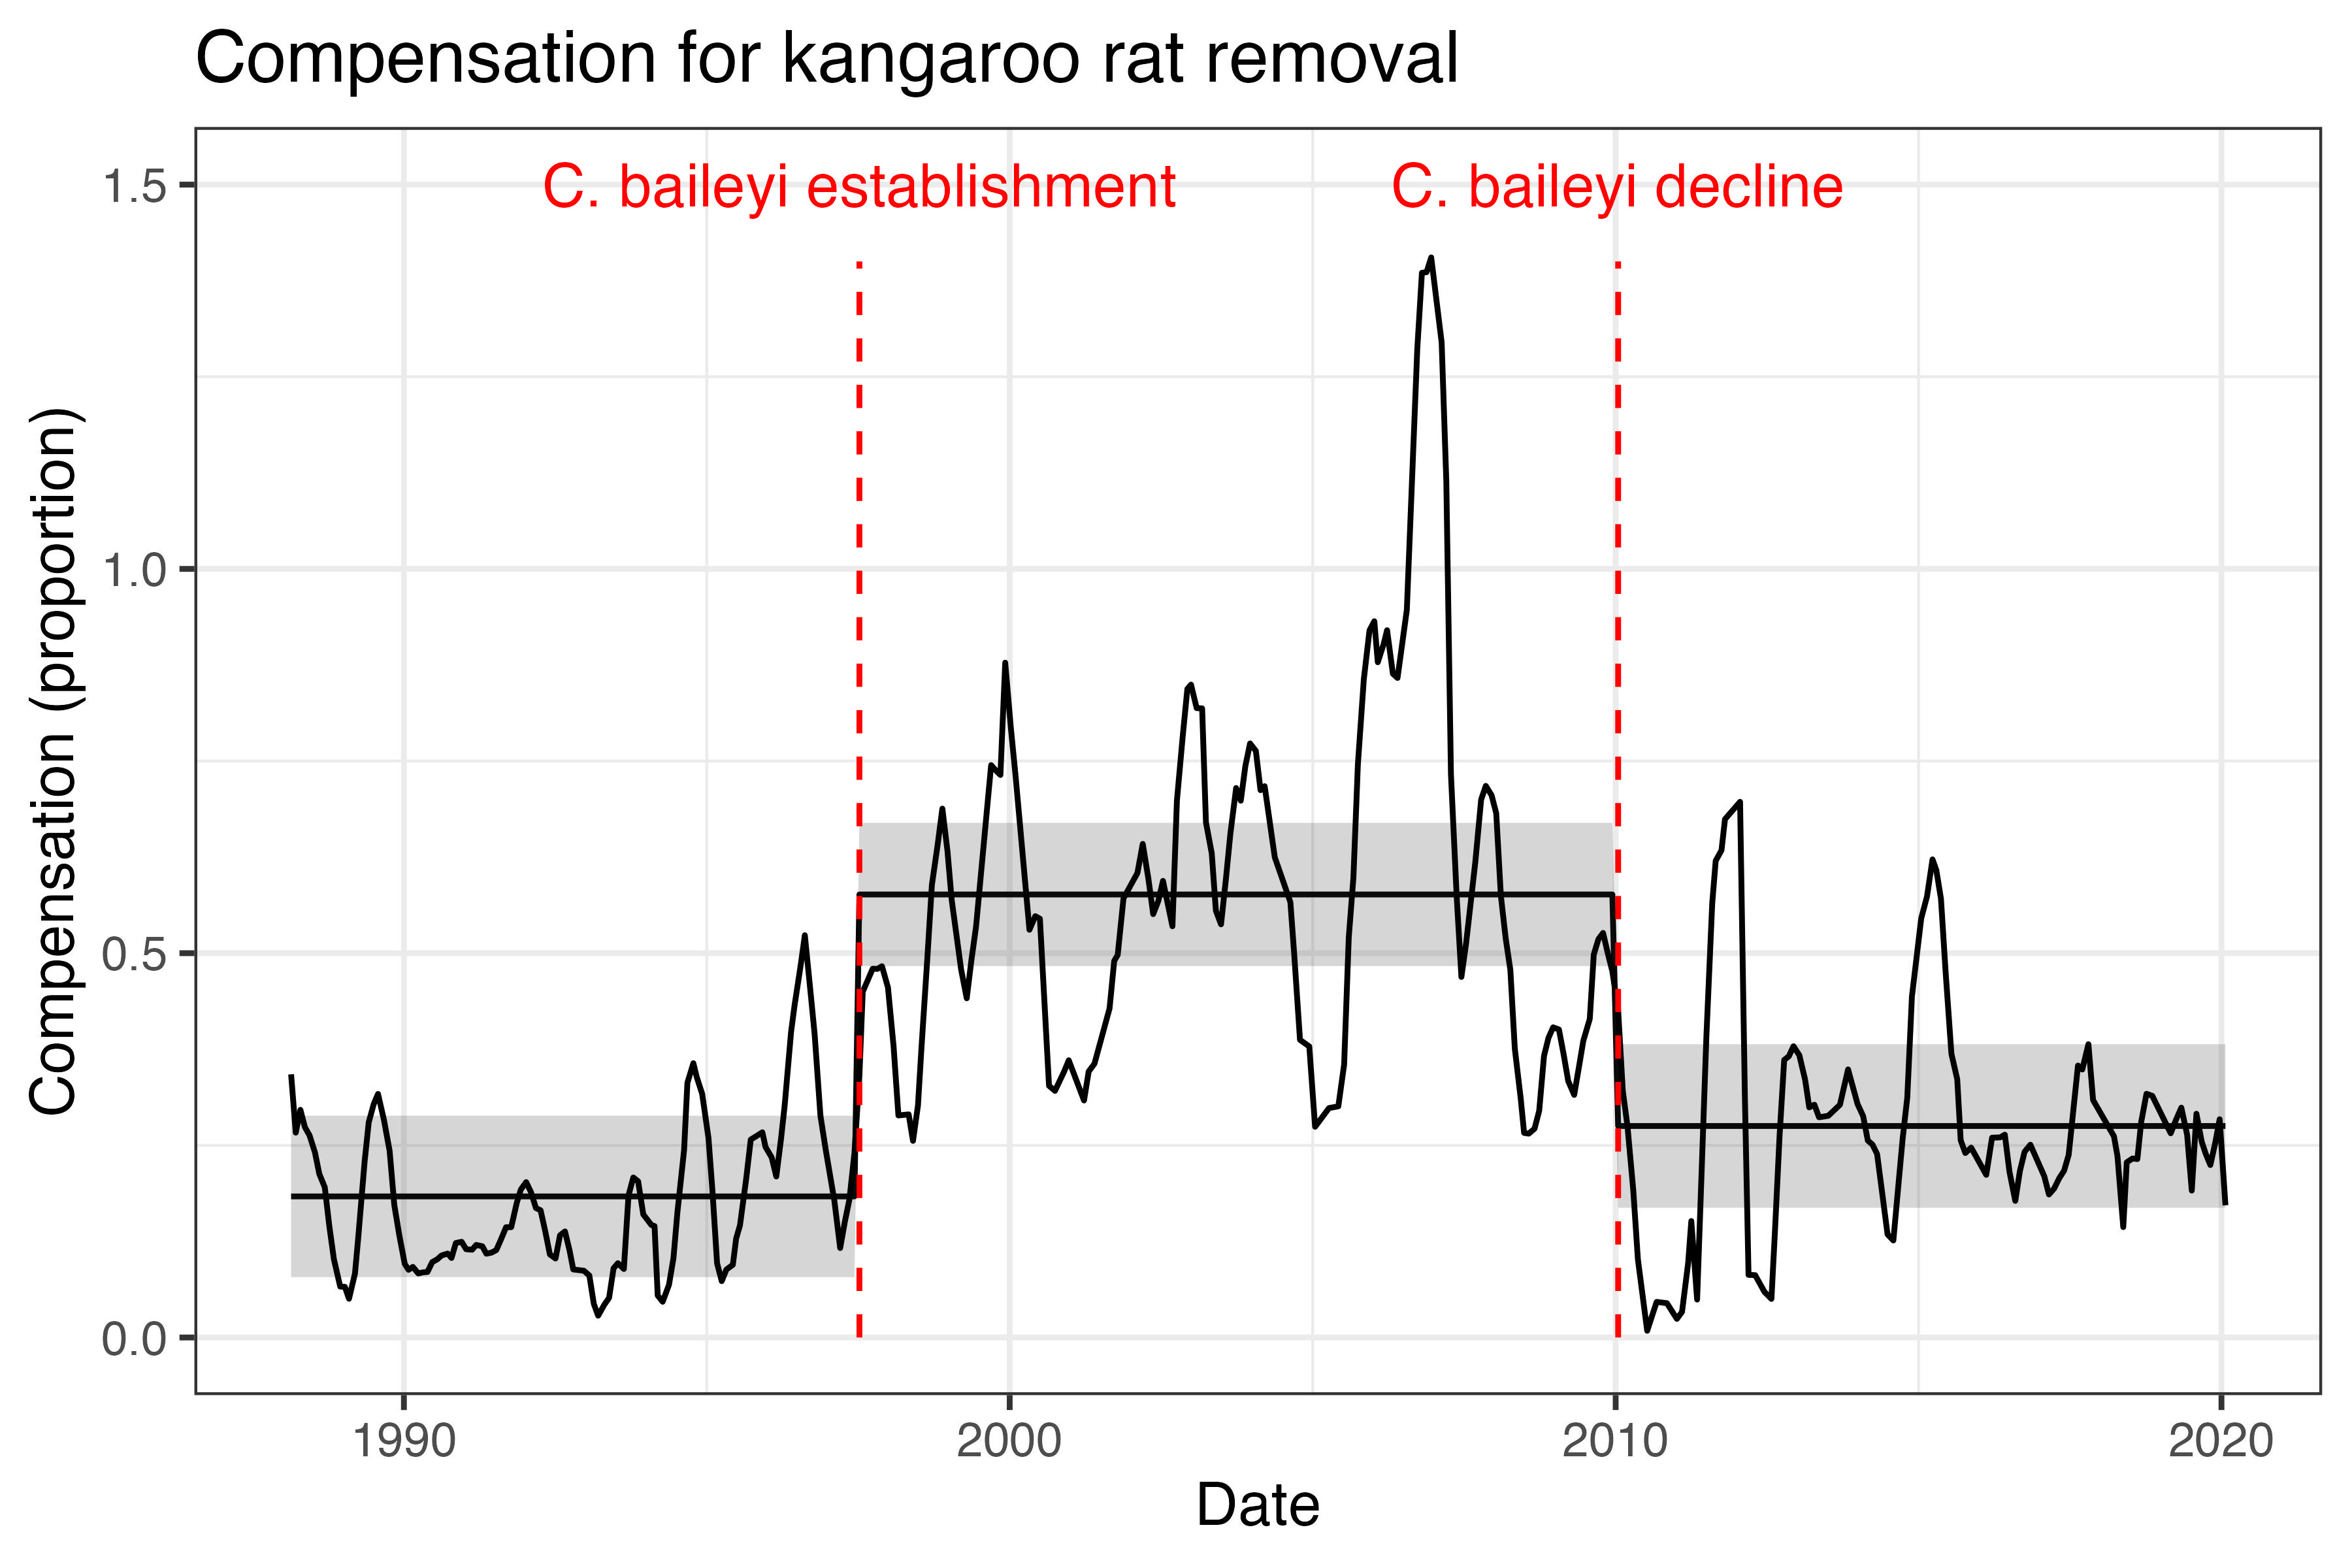 Compensation for kangaroo rat removal
C. baileyi establishment
C. baileyi decline
Compensation (proportion)
1.5
1.0
0.5
0.0
1990
2000
2010
2020
Date